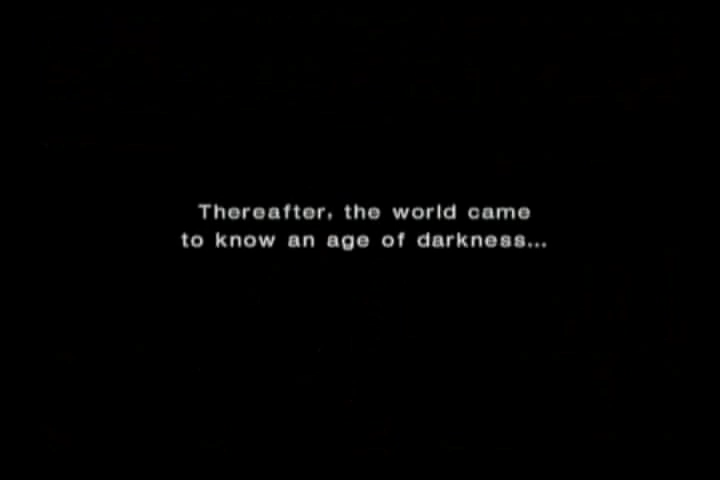 Thereafter, the world came
to know an age of darkness...